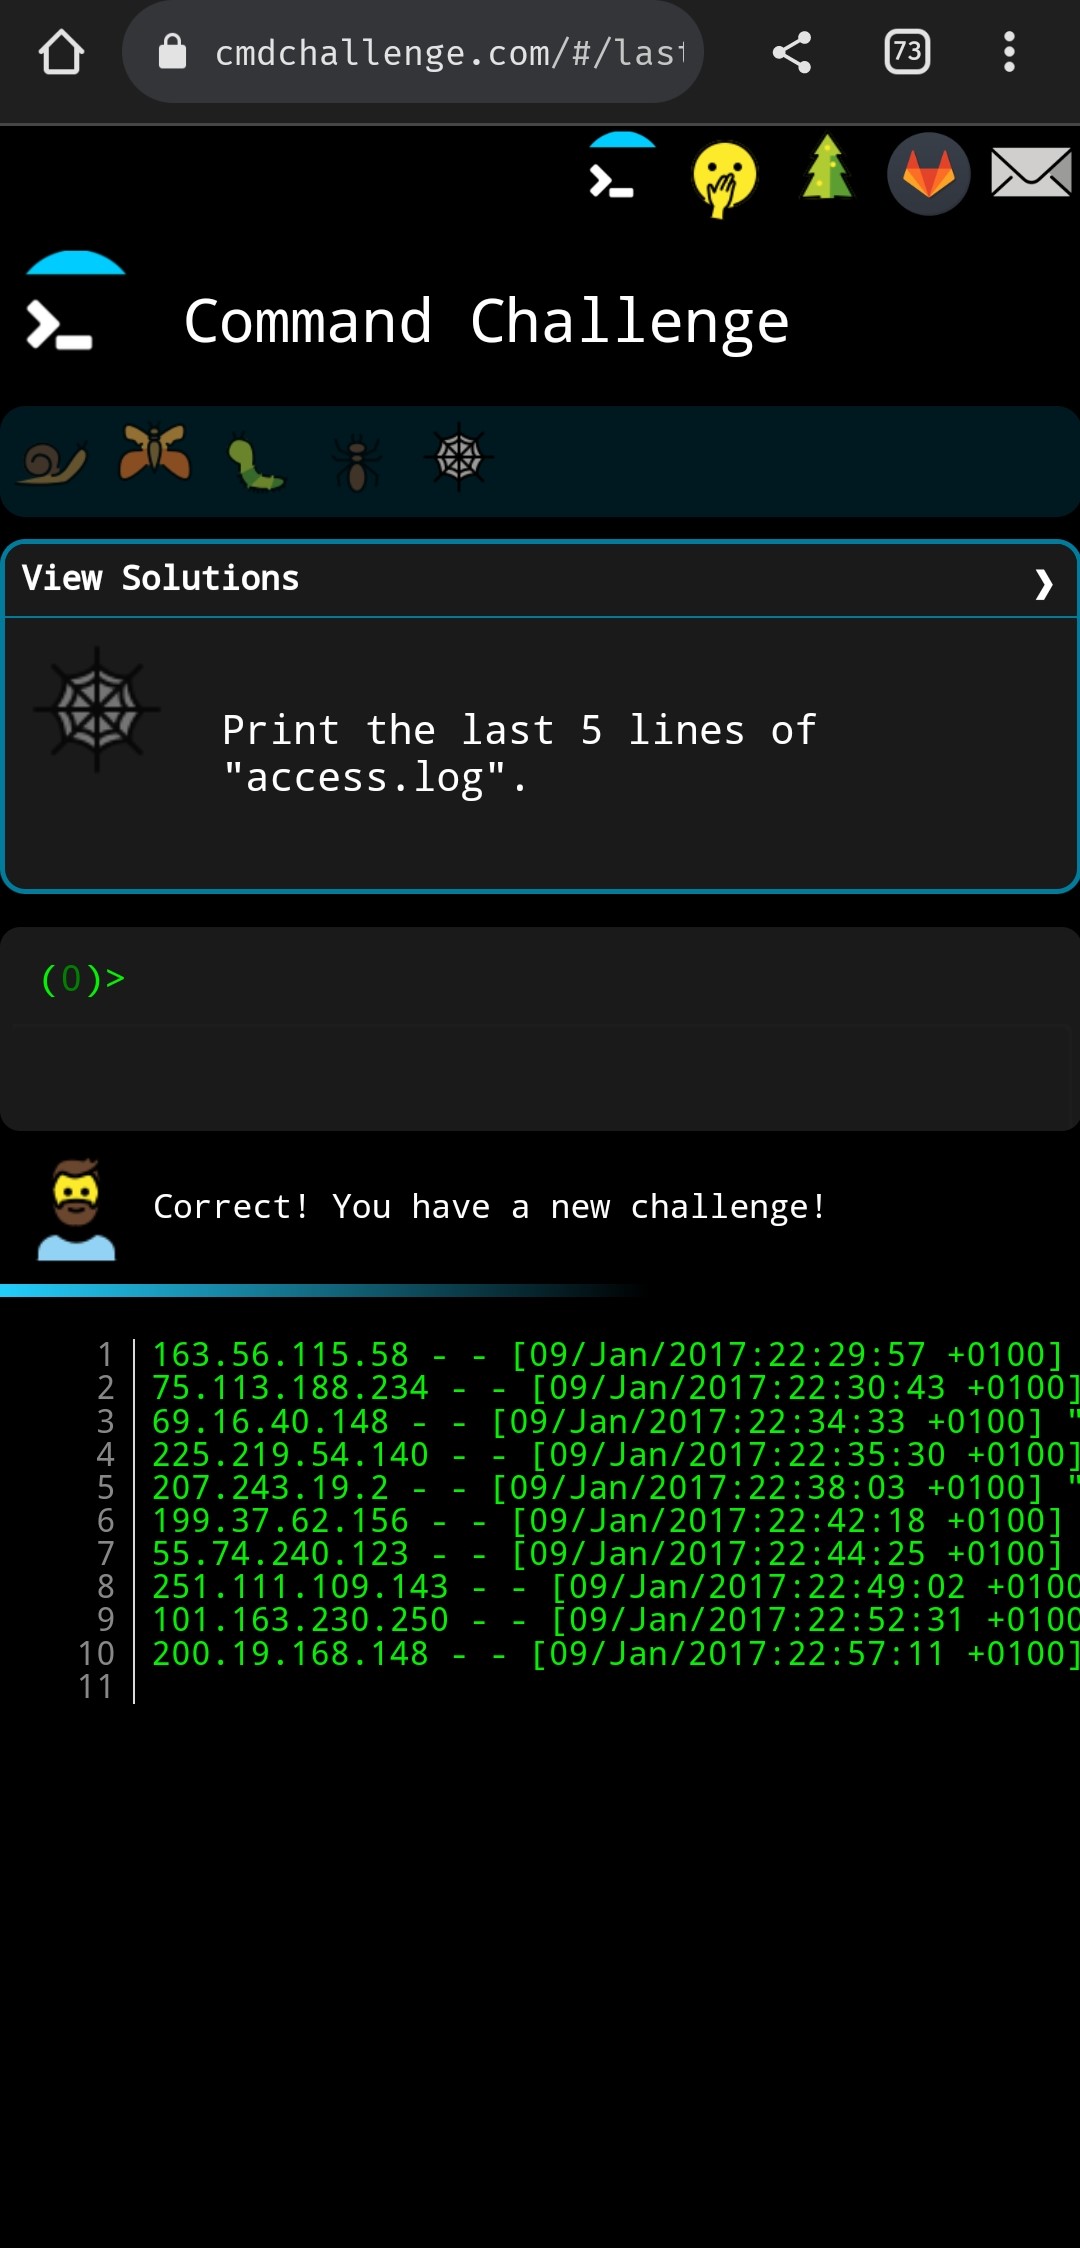 cmdchallenge.com/#/last
73
Command Challenge
View Solutions
Print the last 5 lines of
"access.log".
(0)>
Correct! You have a new challenge!
1 163.56.115.58 - - [09/Jan/2017:22:29:57 +0100]
2 75.113.188.234 - - [09/Jan/2017:22:30:43 +0100]
3 69.16.40.148 - - [09/Jan/2017:22:34:33 +0100] "
4 225.219.54.140 - - [09/Jan/2017:22:35:30 +0100]
5 207.243.19.2 - - [09/Jan/2017:22:38:03 +0100] "
6 199.37.62.156 - - [09/Jan/2017:22:42:18 +0100]
7 55.74.240.123 - - [09/Jan/2017:22:44:25 +0100]
8 251.111.109.143 - - [09/Jan/2017:22:49:02 +0100
9 101.163.230.250 - - [09/Jan/2017:22:52:31 +0100
10 200.19.168.148 - - [09/Jan/2017:22:57:11 +0100]
11